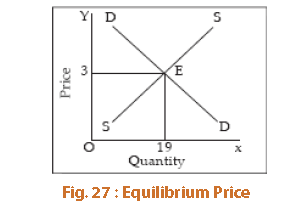 Y D S
3 E
Price
S D
O 19 x
Quantity
Fig. 27 : Equilibrium Price